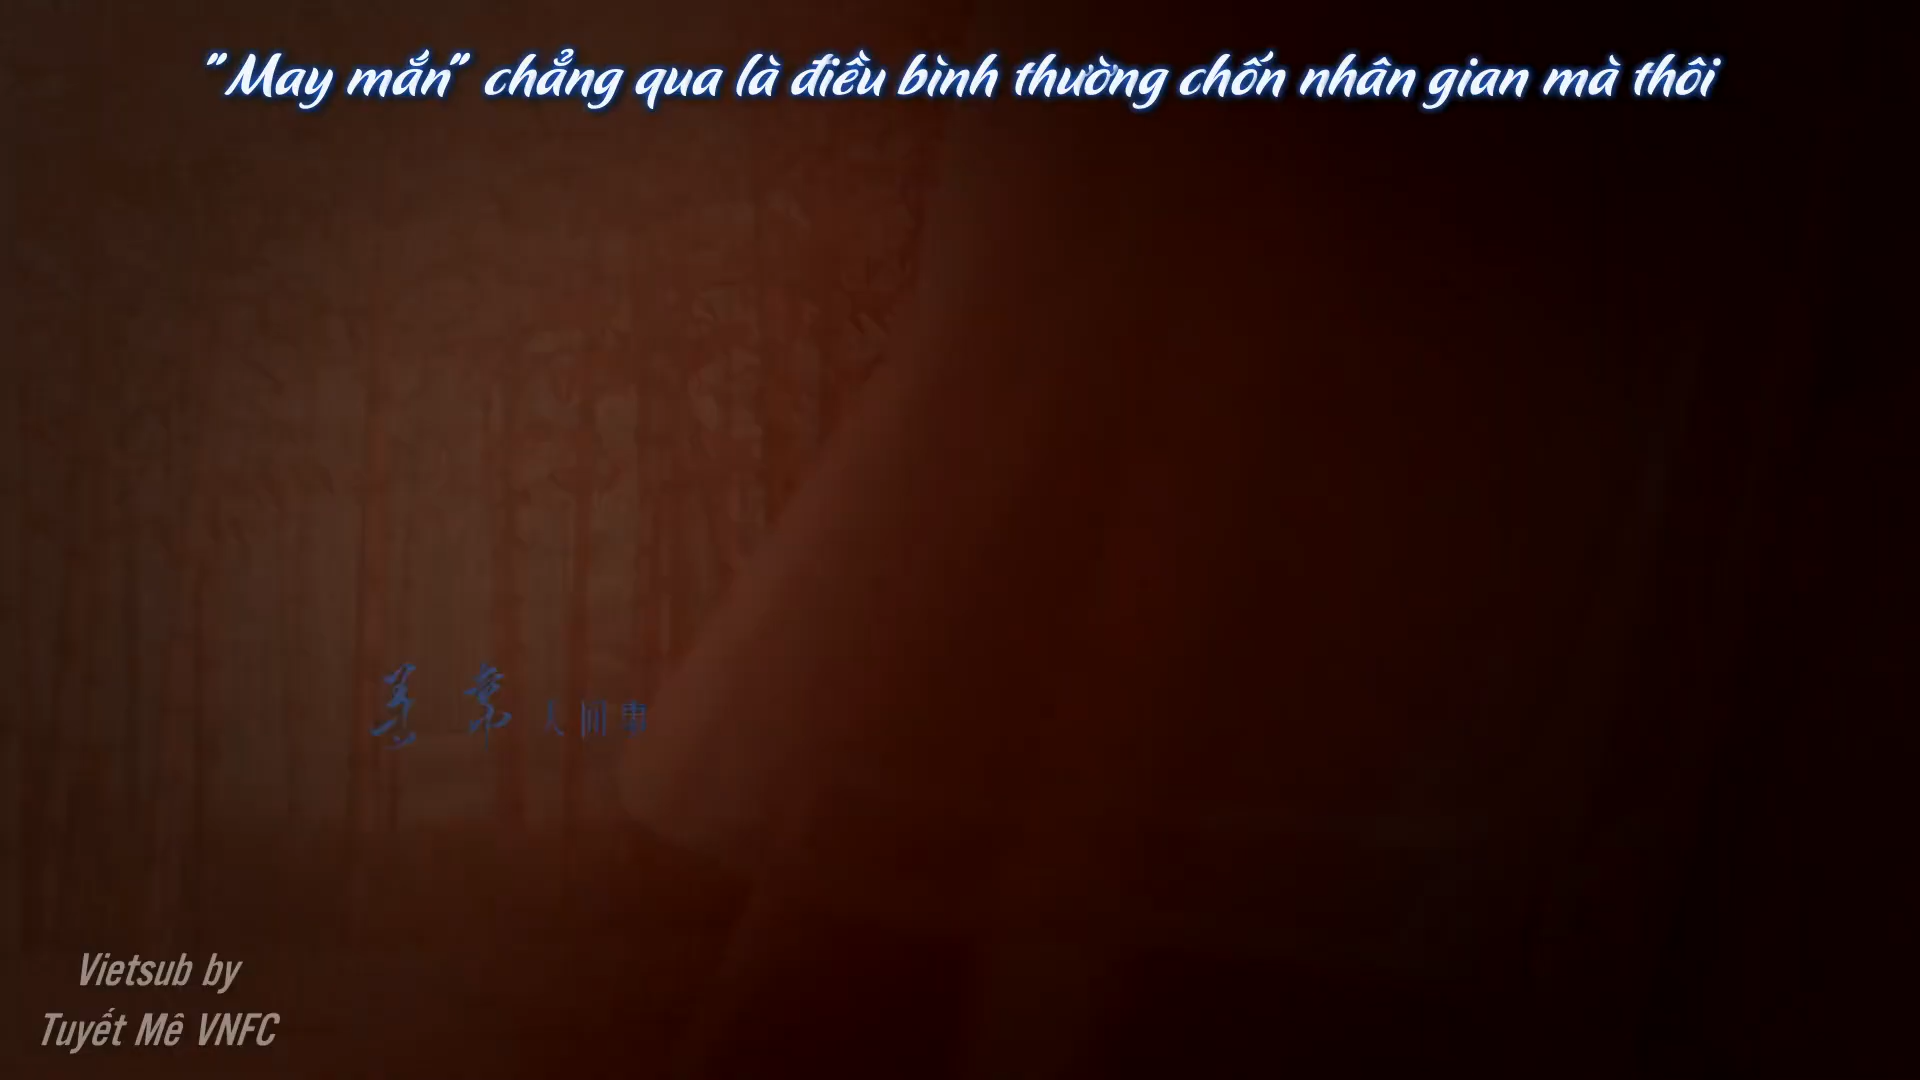 "May mắn" chẳng qua là điều bình thường chốn nhân gian mà thôi
Vietsub by
Tuyết Mê VNFC